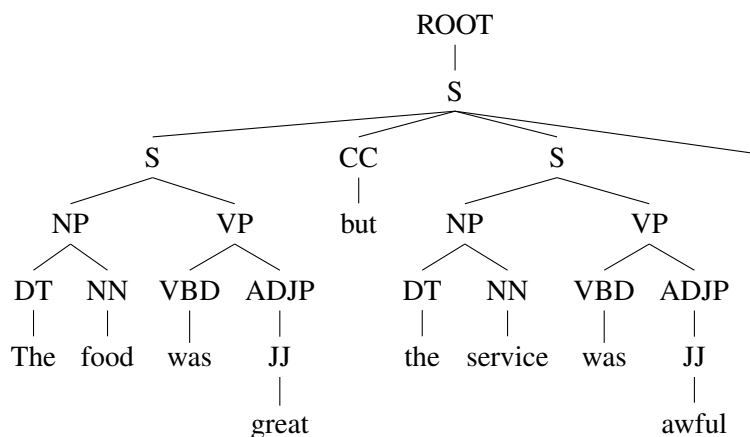 ROOT
S
S CC S
NP VP but NP VP
DT NN VBD ADJP DT NN VBD ADJP
The food was JJ the service was JJ
great awful